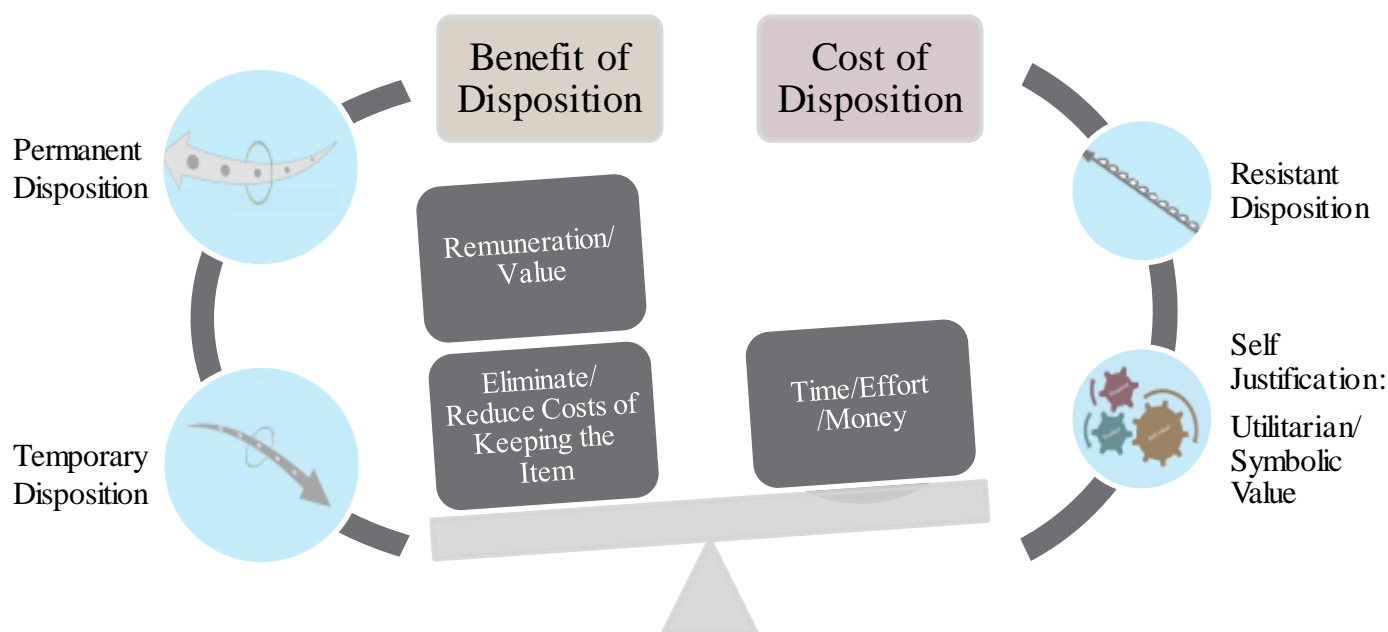 Benefit of
Disposition
Cost of
Disposition
Permanent
Disposition
Temporary
Disposition
Remuneration/
Value
Eliminate/
Reduce Costs of
Keeping the
Item
Time/Effort
/Money
Resistant
Disposition
Self
Justification:
Utilitarian/
Symbolic
Value